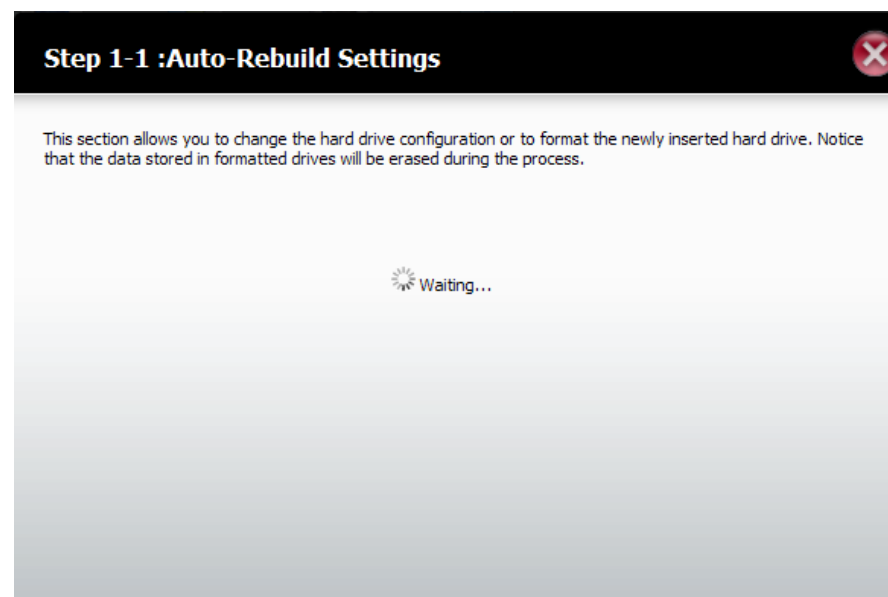 Step 1-1 :Auto-Rebuild Settings
This section allows you to change the hard drive configuration or to format the newly inserted hard drive. Notice
that the data stored in formatted drives will be erased during the process.
Waiting...